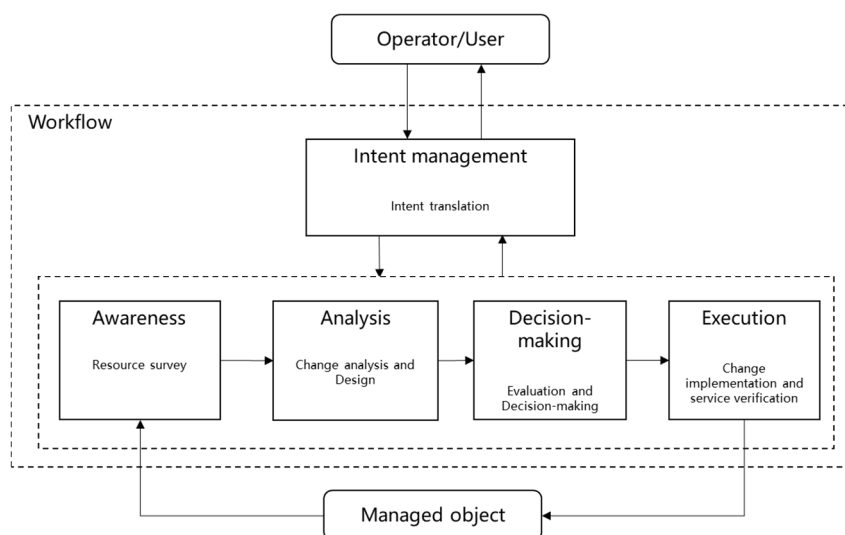 Operator/User
Workflow
Intent management
Intent translation
Awareness
Resource survey
Analysis
Change analysis and
Design
Decision-
making
Evaluation and
Decision-making
Execution
Change
implementation and
service verification
Managed object